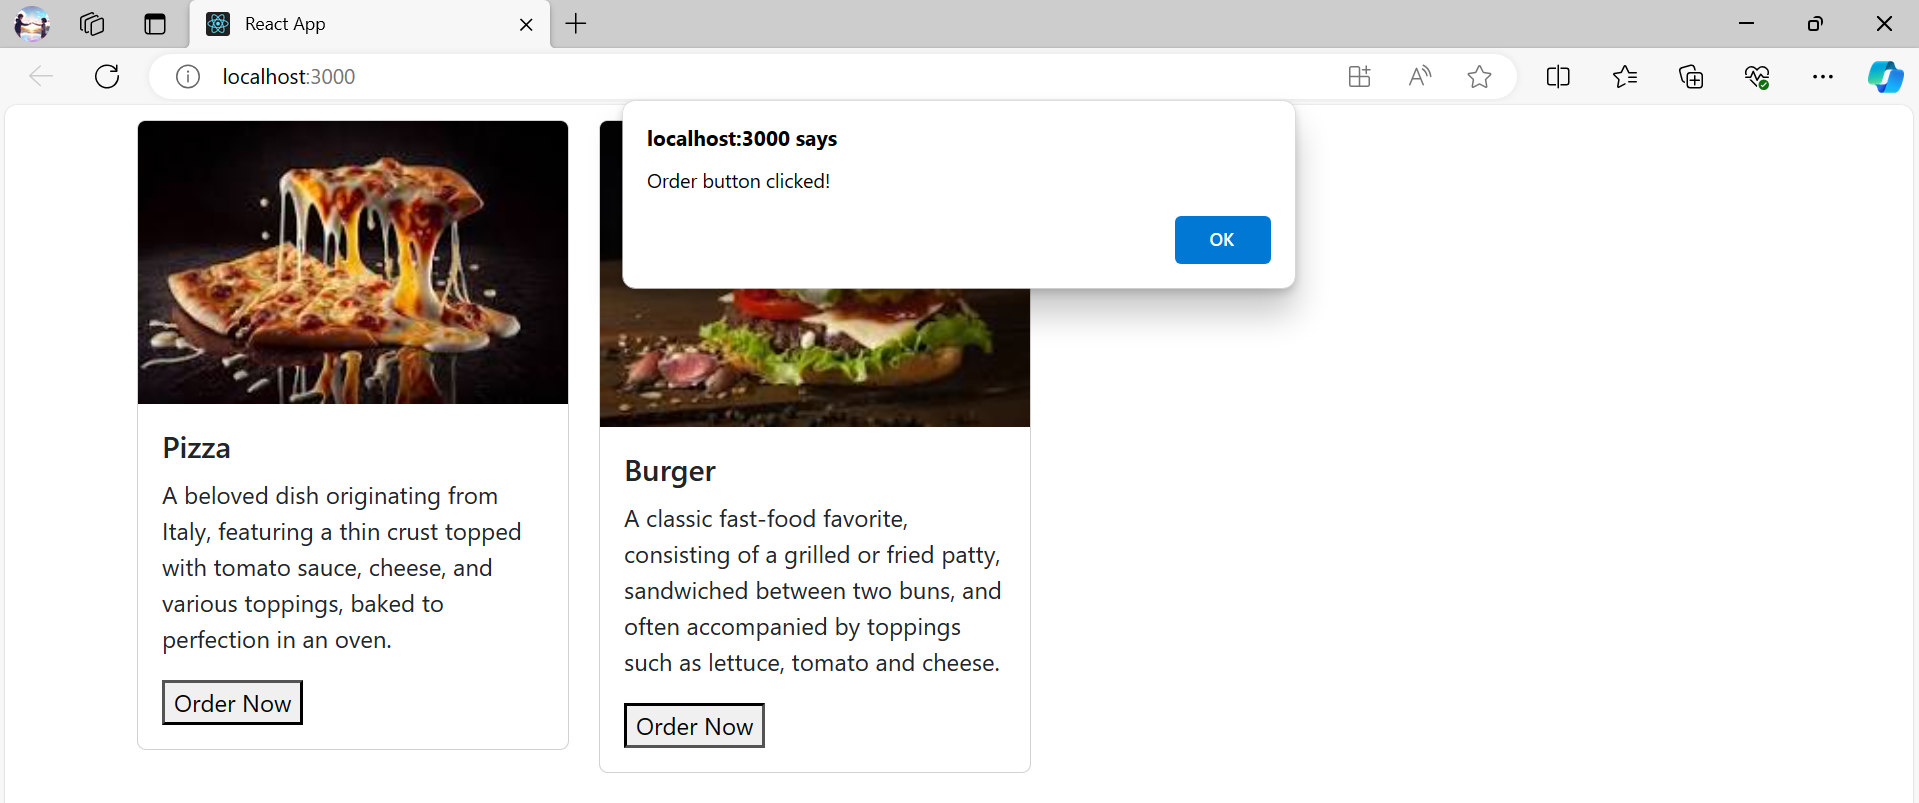 React App
localhost:3000
localhost:3000 says
Order button clicked!
OK
Pizza
A beloved dish originating from
Italy, featuring a thin crust topped
with tomato sauce, cheese, and
various toppings, baked to
perfection in an oven.
Order Now
Burger
A classic fast-food favorite,
consisting of a grilled or fried patty,
sandwiched between two buns, and
often accompanied by toppings
such as lettuce, tomato and cheese.
Order Now